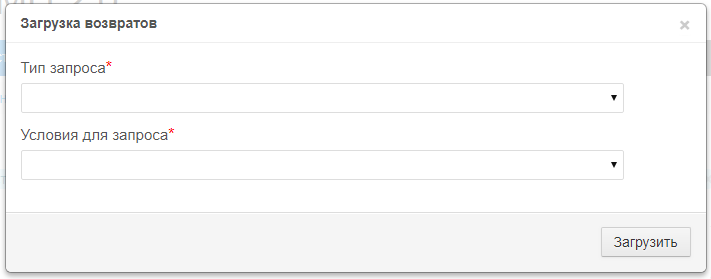 Загрузка возвратов
×
Тип запроса*
Условия для запроса*
Загрузить